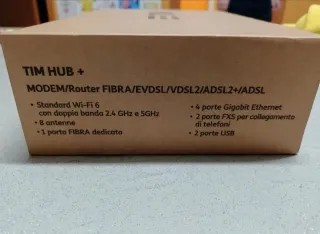 TIM HUB +
MODEM/Router FIBRA/EVDSL/VDSL2/ADSL2+/ADSL
• Standard Wi-Fi 6
con doppia banda 2.4 GHz e 5GHz
• 8 antenne
• 1 porta FIBRA dedicata
• 4 porte Gigabit Ethernet
• 2 porte FXS per collegamento
di telefoni
• 2 porte USB